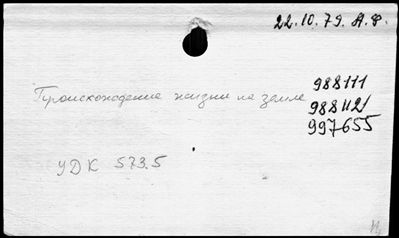 22.10.79. А.Ф.
988111
Происхождение жизни на земле
988112
997655
УДК 573.5